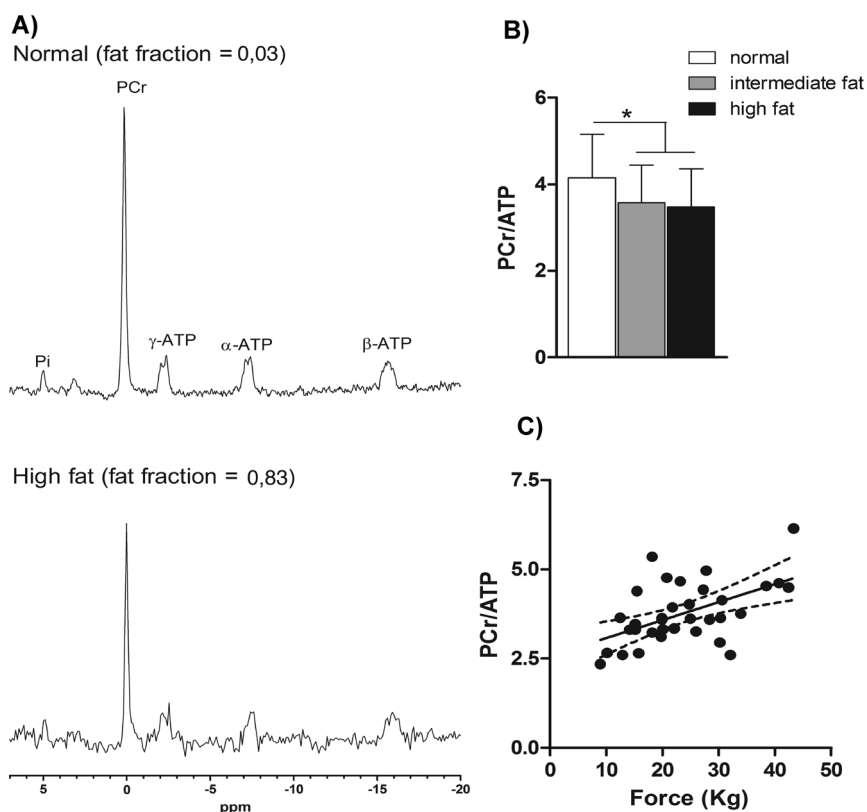 A)
Normal (fat fraction = 0,03)
PCr
Pi
γ-ATP
α-ATP
β-ATP
High fat (fat fraction = 0,83)
5 0 -5 -10 -15 -20
ppm
B)
normal
intermediate fat
high fat
6
*
4
2
0
PCr/ATP
C)
7.5
5.0
2.5
0.0
PCr/ATP
0 10 20 30 40 50
Force (Kg)